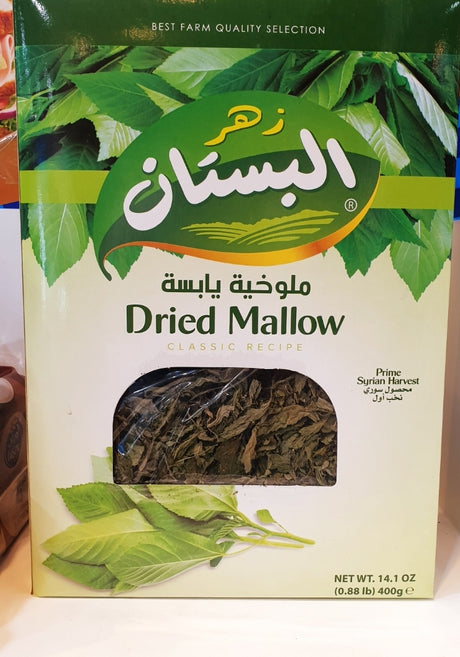 BEST FARM QUALITY SELECTION
زهر
البستان
®
ملوخية يابسة
Dried Mallow
CLASSIC RECIPE
Prime
Syrian Harvest
محصول سوري
نخب أول
NET WT. 14.1 OZ
(0.88 lb) 400g ℮